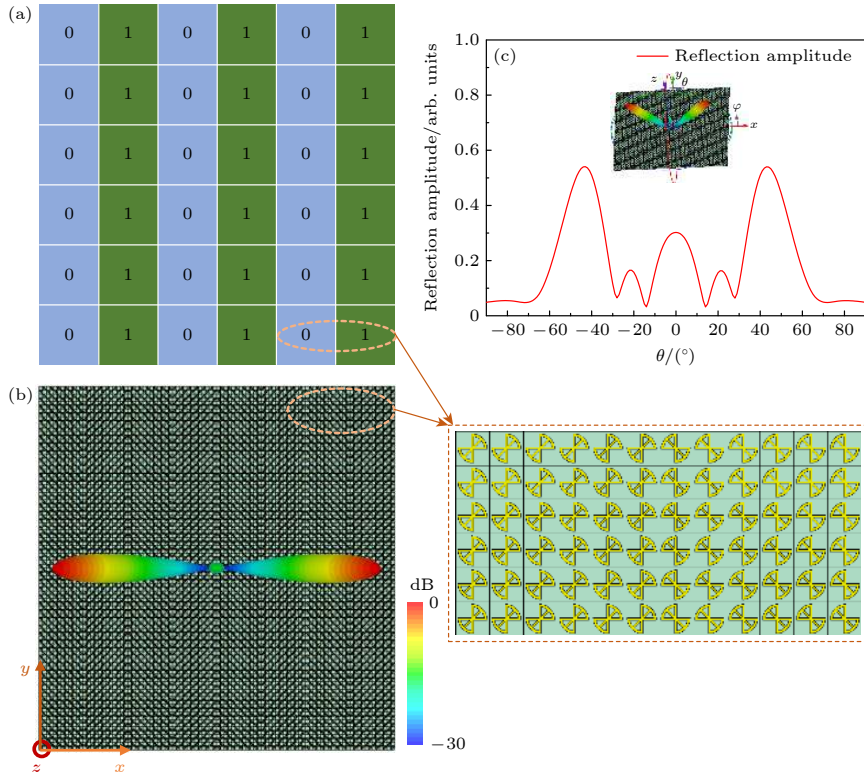 (a)
0 1 0 1 0 1
0 1 0 1 0 1
0 1 0 1 0 1
0 1 0 1 0 1
0 1 0 1 0 1
0 1 0 1 0 1
(c)
Reflection amplitude
z y θ
φ
x
Reflection amplitude/arb. units
1.0
0.8
0.6
0.4
0.2
0
−80 −60 −40 −20 0 20 40 60 80
θ/(°)
(b)
dB
0
−30
y
z x